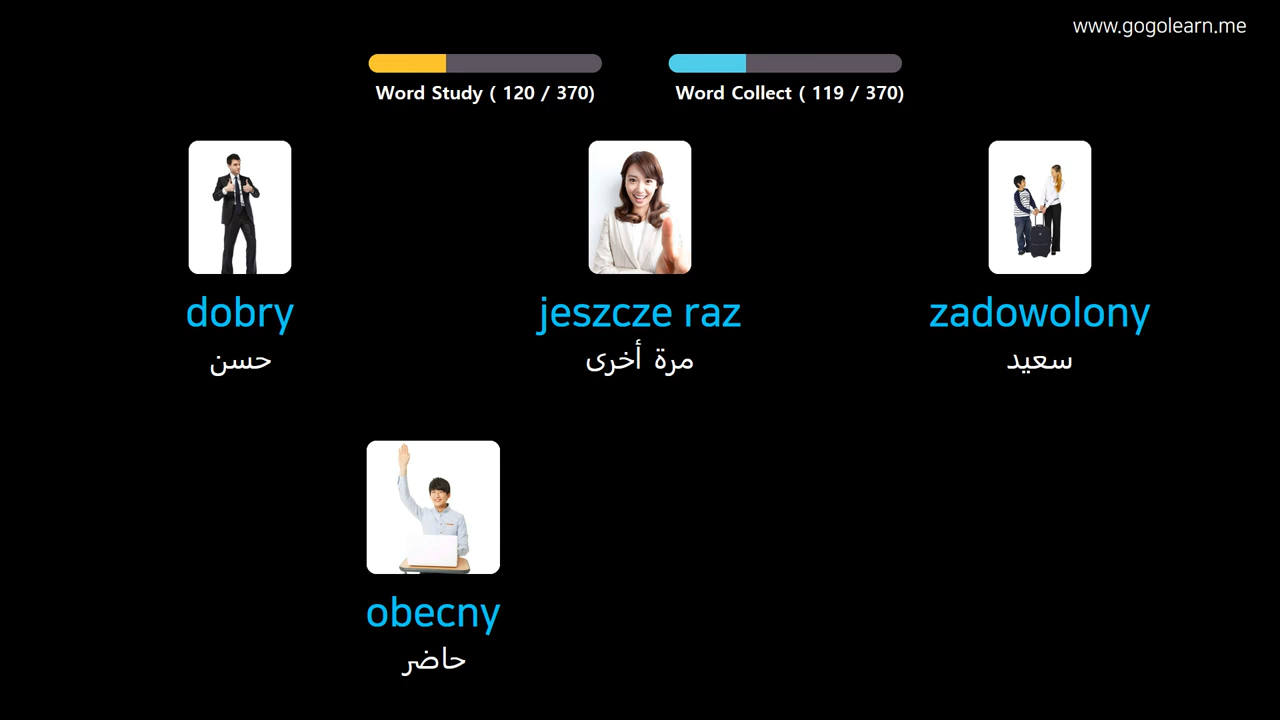 www.gogolearn.me
Word Study ( 120 / 370)
Word Collect ( 119 / 370)
dobry
حسن
jeszcze raz
مرة أخرى
zadowolony
سعيد
obecny
حاضر